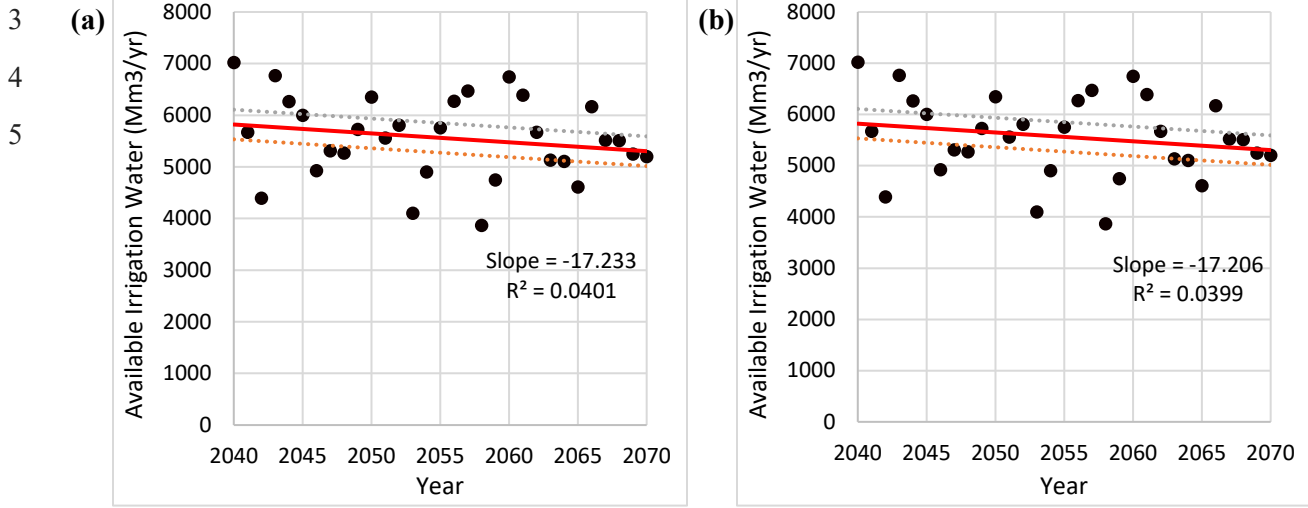 3
4
5
(a)
Available Irrigation Water (Mm3/yr)
8000
7000
6000
5000
4000
3000
2000
1000
0
Slope = -17.233
R² = 0.0401
2040 2045 2050 2055 2060 2065 2070
Year
(b)
Available Irrigation Water (Mm3/yr)
8000
7000
6000
5000
4000
3000
2000
1000
0
Slope = -17.206
R² = 0.0399
2040 2045 2050 2055 2060 2065 2070
Year